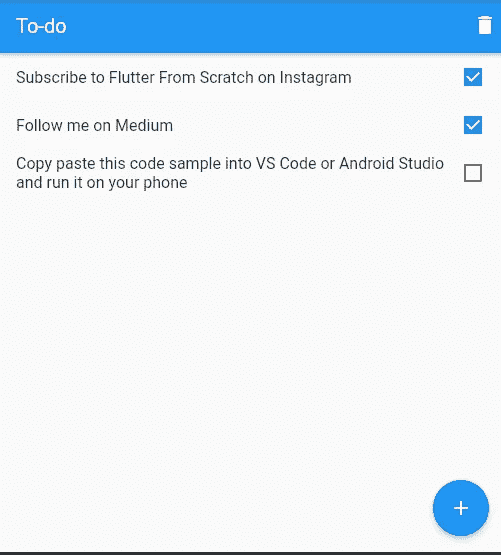 To-do
Subscribe to Flutter From Scratch on Instagram
Follow me on Medium
Copy paste this code sample into VS Code or Android Studio
and run it on your phone